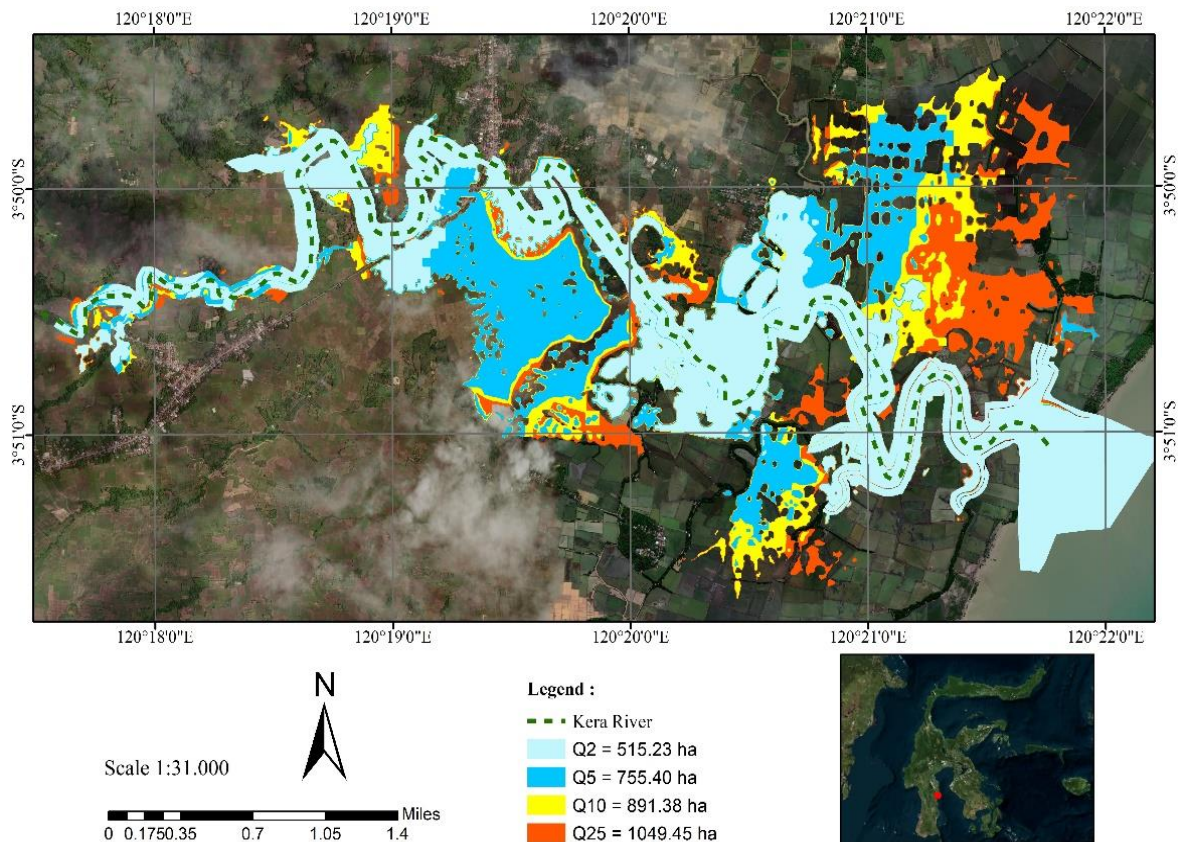 120°18'0"E 120°19'0"E 120°20'0"E 120°21'0"E 120°22'0"E
3°50'0"S 3°50'0"S
3°51'0"S 3°51'0"S
120°18'0"E 120°19'0"E 120°20'0"E 120°21'0"E 120°22'0"E
N
Scale 1:31.000
Miles
0 0.1750.35 0.7 1.05 1.4
Legend :
Kera River
Q2 = 515.23 ha
Q5 = 755.40 ha
Q10 = 891.38 ha
Q25 = 1049.45 ha